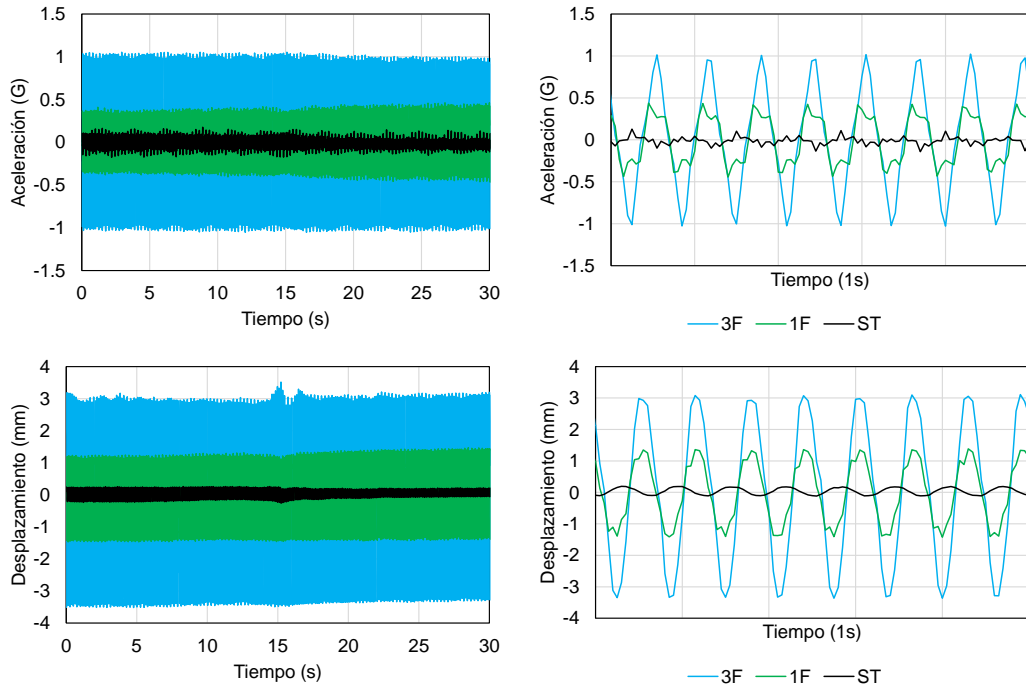 1.5
1
0.5
0
-0.5
-1
-1.5
Aceleración (G)
0 5 10 15 20 25 30
Tiempo (s)
1.5
1
0.5
0
-0.5
-1
-1.5
Aceleración (G)
Tiempo (1s)
3F 1F ST
4
3
2
1
0
-1
-2
-3
-4
Desplazamiento (mm)
0 5 10 15 20 25 30
Tiempo (s)
4
3
2
1
0
-1
-2
-3
-4
Desplazamiento (mm)
Tiempo (1s)
3F 1F ST